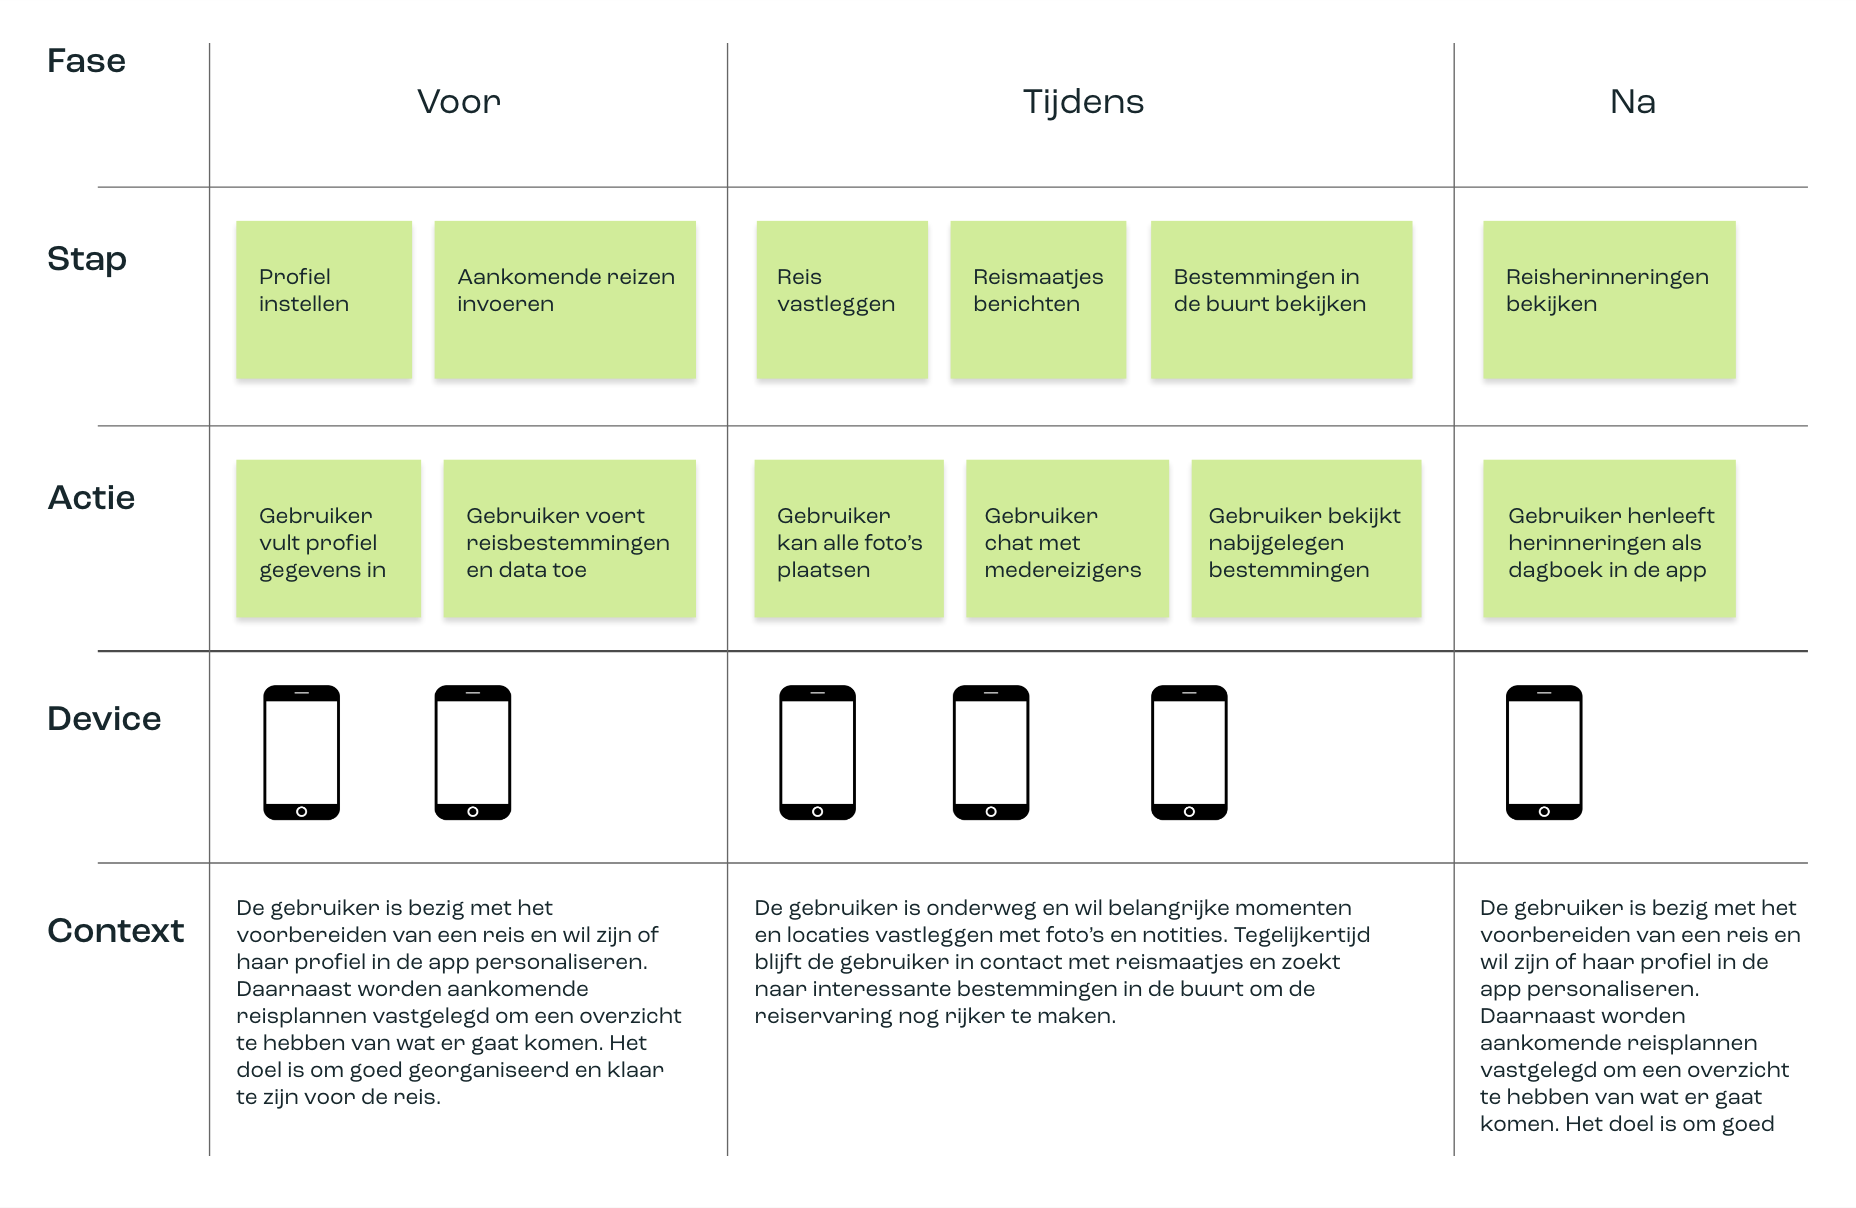 Fase
Voor
Tijdens
Na
Stap
Profiel
instellen
Aankomende reizen
invoeren
Reis
vastleggen
Reismaatjes
berichten
Bestemmingen in
de buurt bekijken
Reisherinneringen
bekijken
Actie
Gebruiker
vult profiel
gegevens in
Gebruiker voert
reisbestemmingen
en data toe
Gebruiker
kan alle foto’s
plaatsen
Gebruiker
chat met
medereizigers
Gebruiker bekijkt
nabijgelegen
bestemmingen
Gebruiker herleeft
herinneringen als
dagboek in de app
Device
Context
De gebruiker is bezig met het
voorbereiden van een reis en wil zijn of
haar profiel in de app personaliseren.
Daarnaast worden aankomende
reisplannen vastgelegd om een overzicht
te hebben van wat er gaat komen. Het
doel is om goed georganiseerd en klaar
te zijn voor de reis.
De gebruiker is onderweg en wil belangrijke momenten
en locaties vastleggen met foto’s en notities. Tegelijkertijd
blijft de gebruiker in contact met reismaatjes en zoekt
naar interessante bestemmingen in de buurt om de
reiservaring nog rijker te maken.
De gebruiker is bezig met het
voorbereiden van een reis en
wil zijn of haar profiel in de
app personaliseren.
Daarnaast worden
aankomende reisplannen
vastgelegd om een overzicht
te hebben van wat er gaat
komen. Het doel is om goed